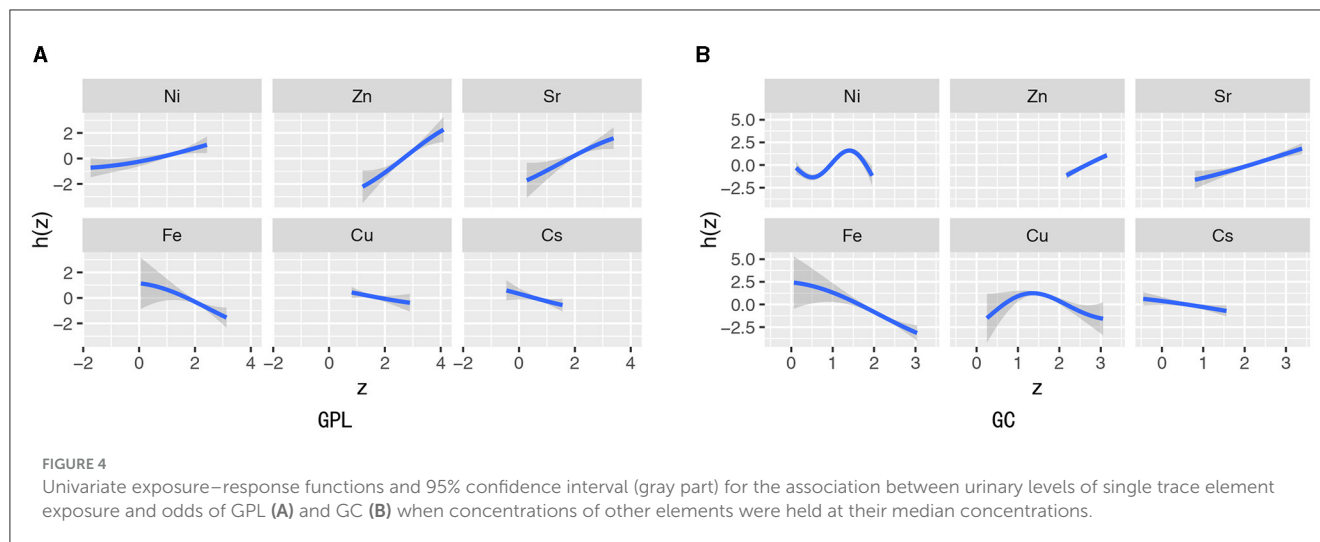 A
B
Ni Zn Sr
2
0
−2
Fe Cu Cs
2
0
−2
−2 0 2 4 −2 0 2 4 −2 0 2 4
h(z)
z
GPL
Ni Zn Sr
5.0
2.5
0.0
−2.5
Fe Cu Cs
5.0
2.5
0.0
−2.5
0 1 2 3 0 1 2 3 0 1 2 3
h(z)
z
GC
FIGURE 4
Univariate exposure–response functions and 95% confidence interval (gray part) for the association between urinary levels of single trace element
exposure and odds of GPL (A) and GC (B) when concentrations of other elements were held at their median concentrations.